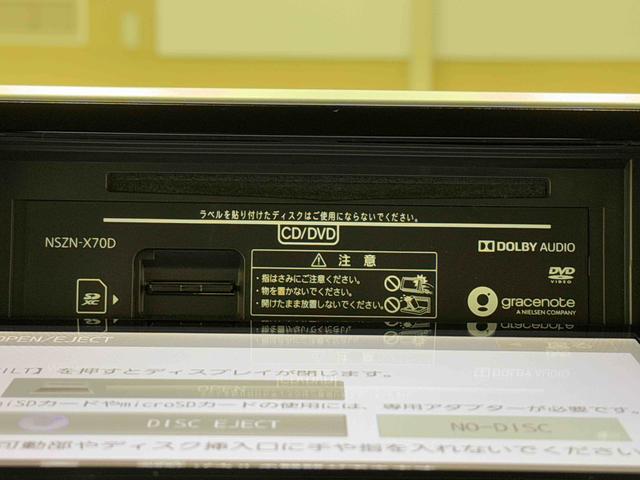 ラベルを貼り付けたディスクはご使用にならないでください。
CD/DVD
NSZN-X70D
DOLBY AUDIO
注意
・指はさみにご注意ください。
・物を置かないでください。
・開けたまま放置しないでください。
DVD
VIDEO
SD
XC
gracenote
A NIELSEN COMPANY
OPEN/EJECT
ILT】を押すとディスプレイが閉じます。
OPEN
iSDカードやmicroSDカードの使用には、専用アダプターが必要です。
DISC EJECT
NO-DISC
可動部やディスク挿入口に手や指を入れないでくださ